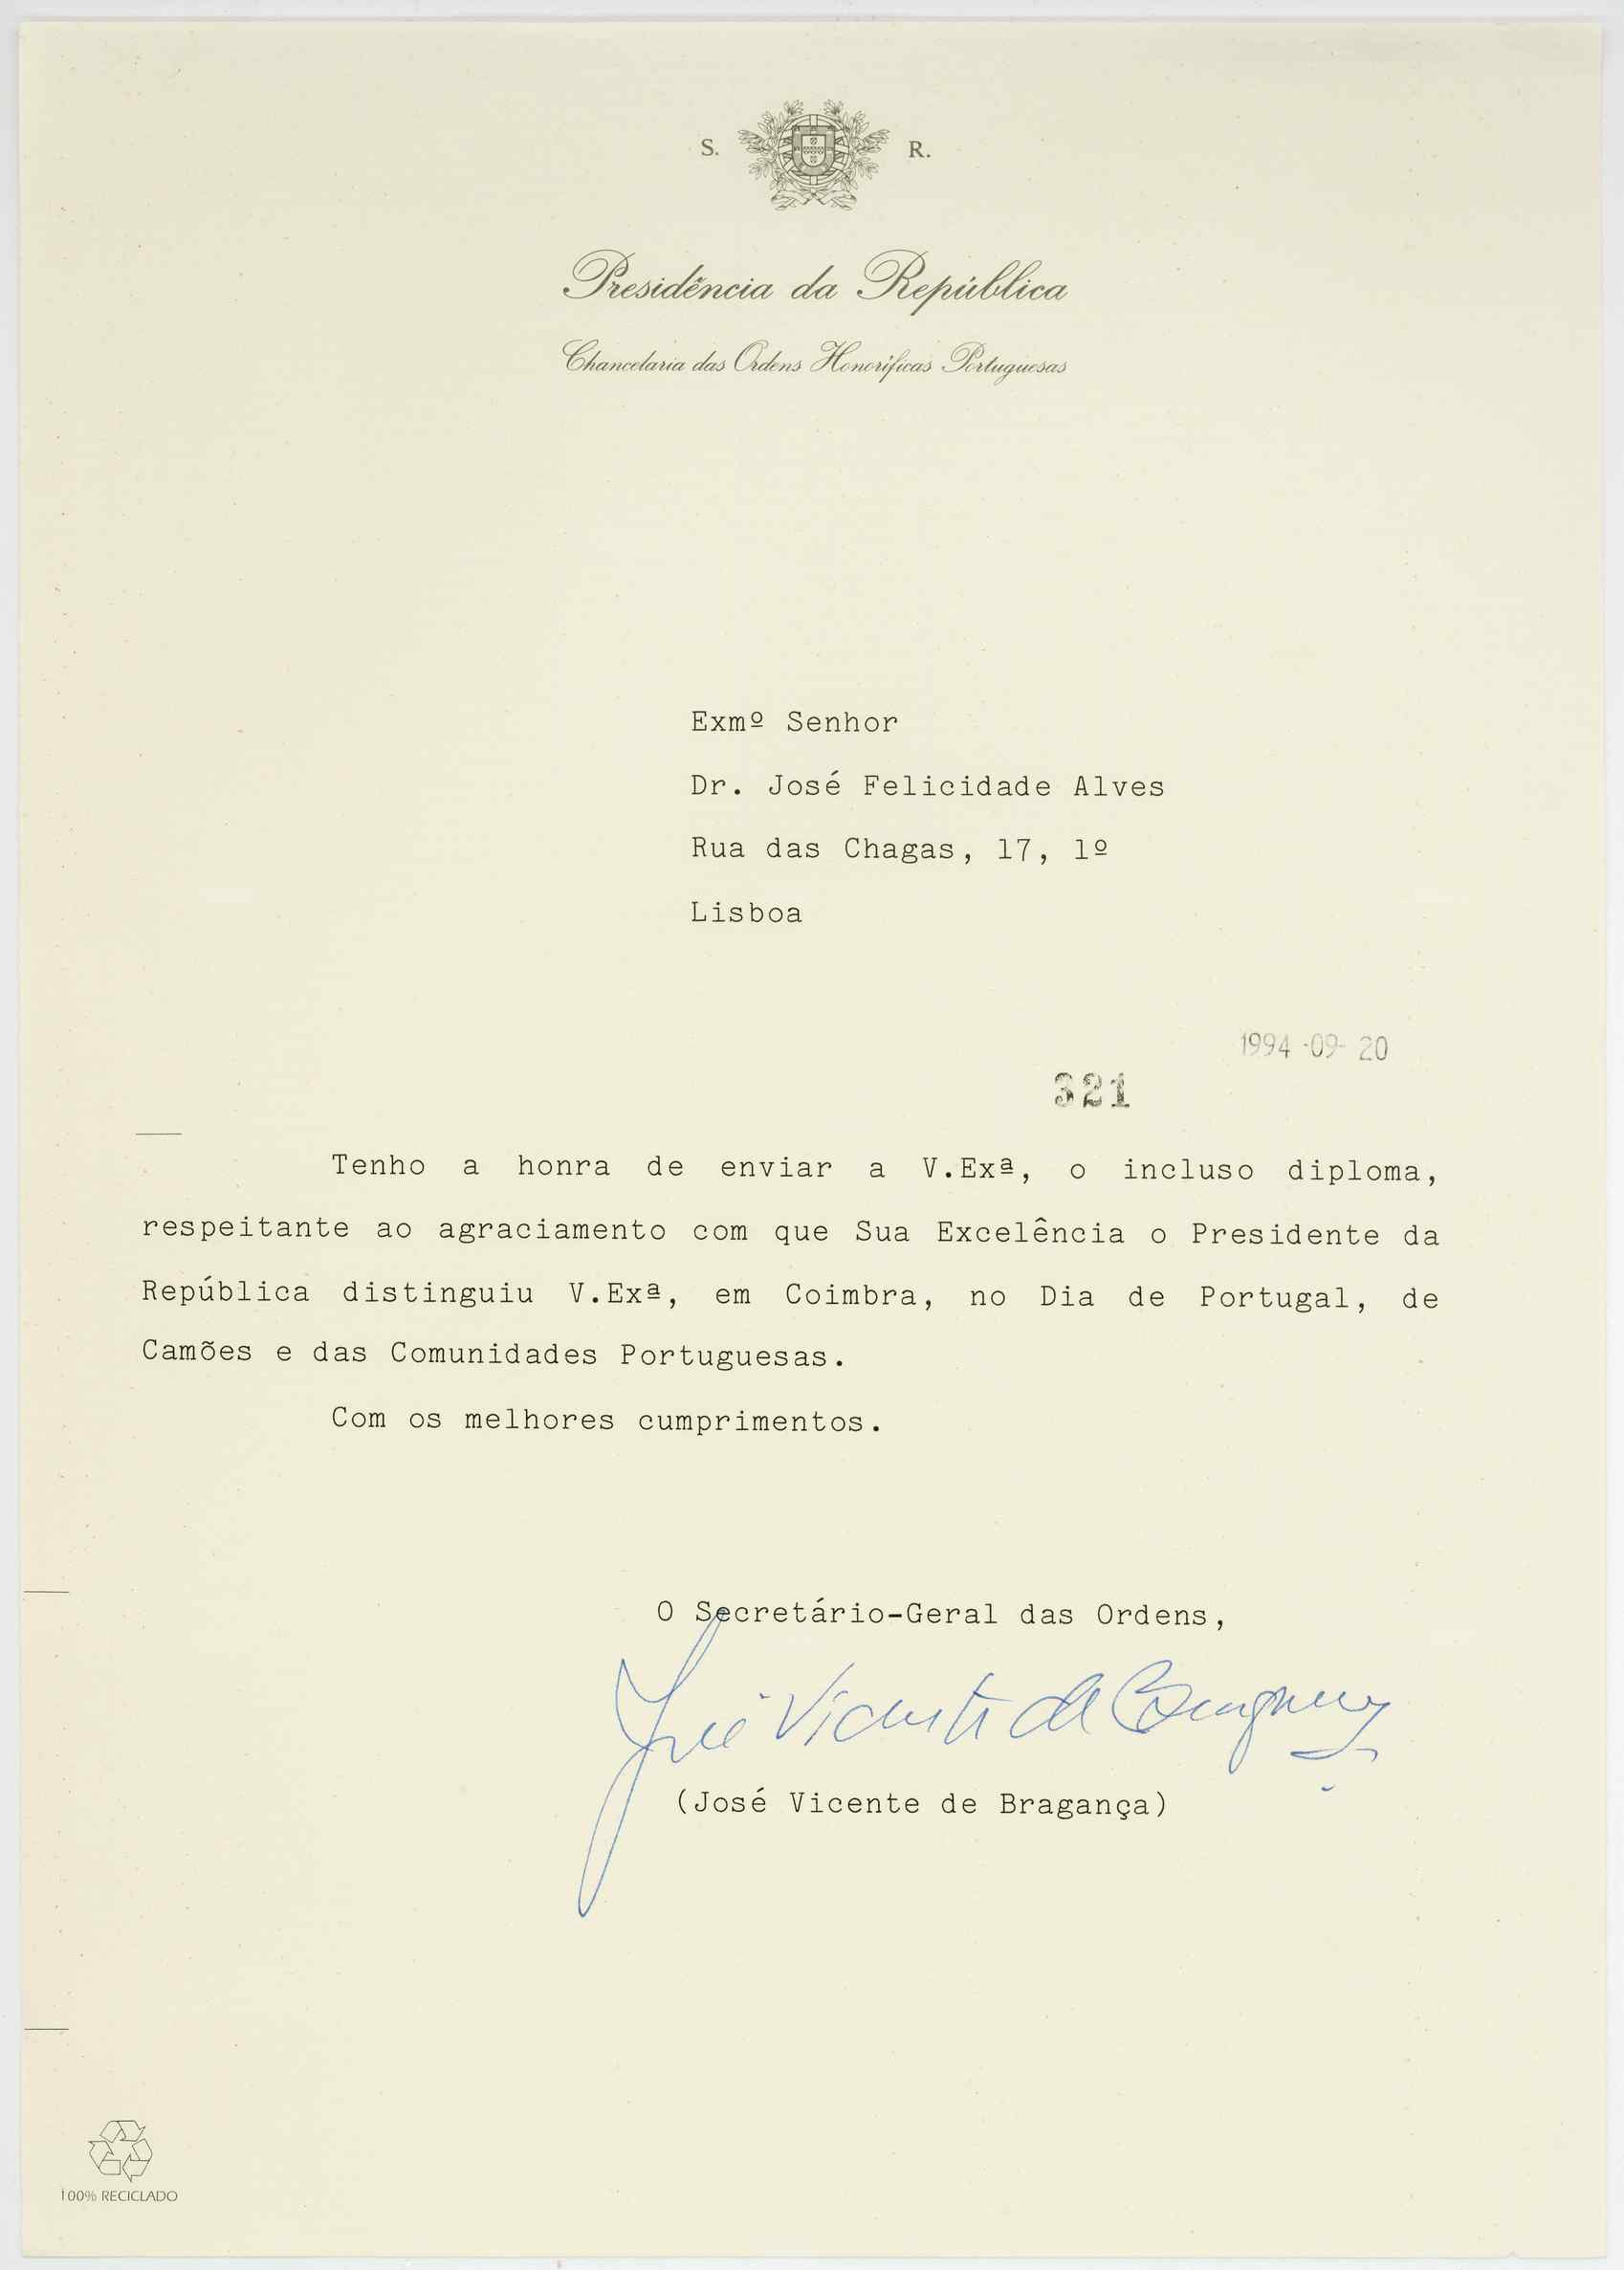 S. R.
Presidência da República
Chancelaria das Ordens Honoríficas Portuguesas
Exmº Senhor
Dr. José Felicidade Alves
Rua das Chagas, 17, 1º
Lisboa
1994-09-20
321
Tenho a honra de enviar a V.Exª, o incluso diploma,
respeitante ao agraciamento com que Sua Excelência o Presidente da
República distinguiu V.Exª, em Coimbra, no Dia de Portugal, de
Camões e das Comunidades Portuguesas.
Com os melhores cumprimentos.
O Secretário-Geral das Ordens,
José Vicente de Bragança
(José Vicente de Bragança)
100% RECICLADO